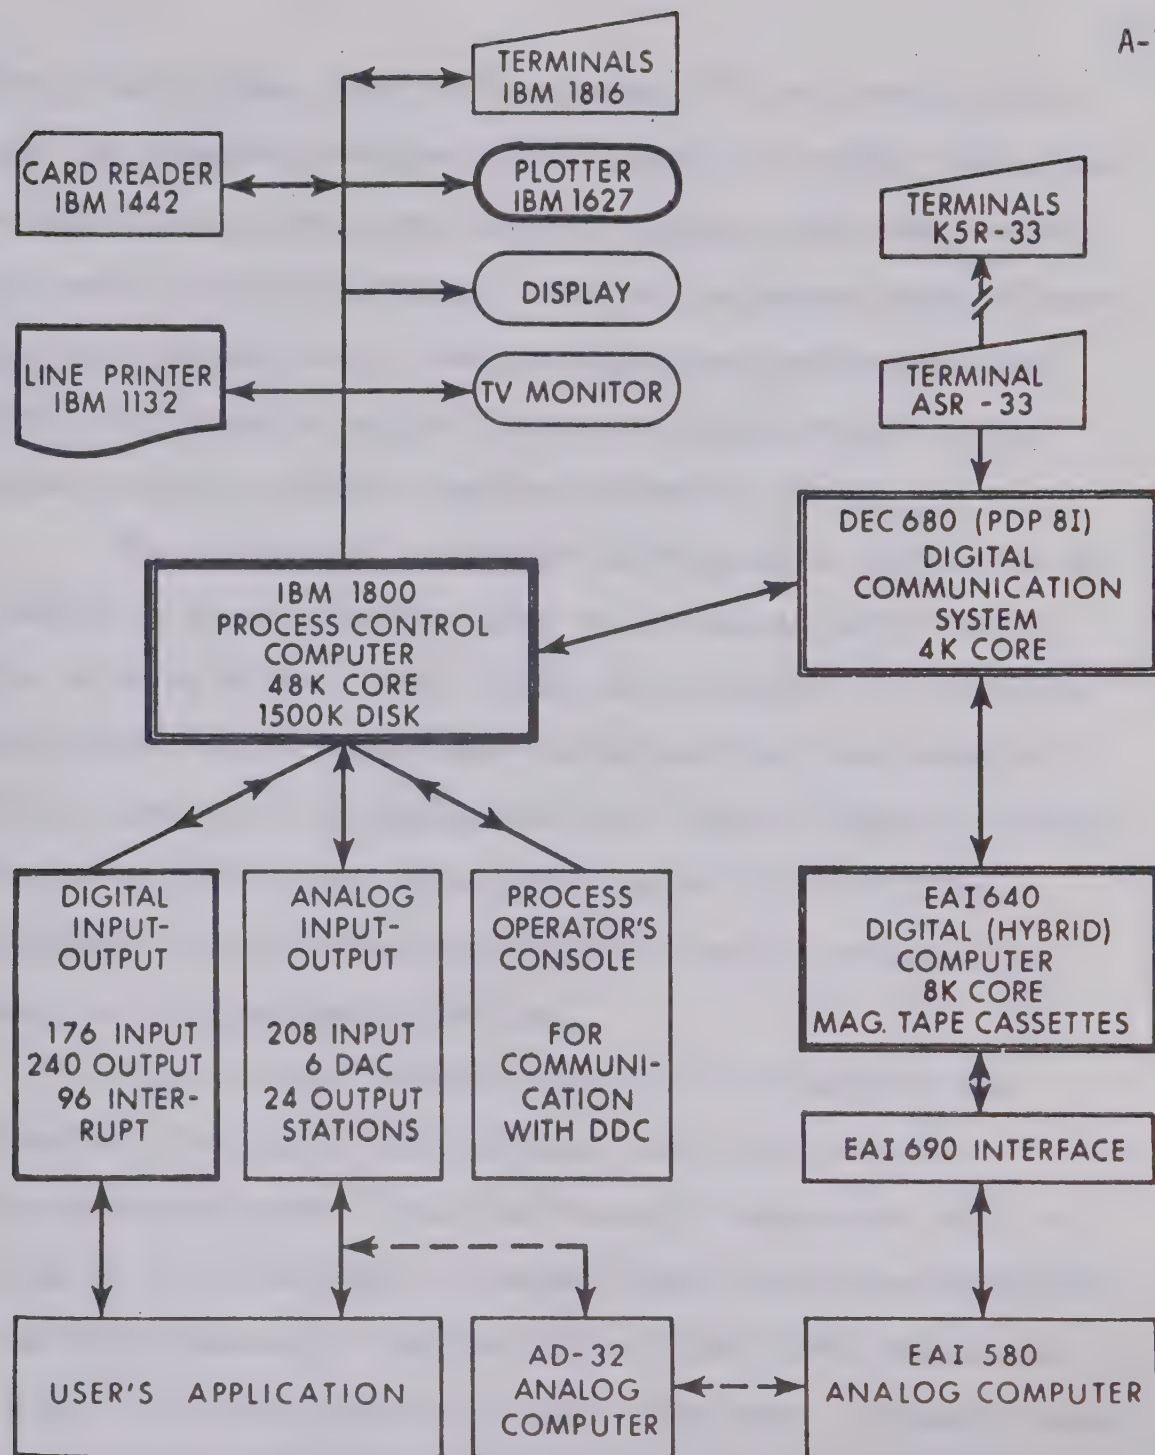 A-
TERMINALS
IBM 1816
CARD READER
IBM 1442
PLOTTER
IBM 1627
TERMINALS
K5R-33
DISPLAY
LINE PRINTER
IBM 1132
TV MONITOR
TERMINAL
ASR -33
DEC 680 (PDP 8I)
DIGITAL
COMMUNICATION
SYSTEM
4K CORE
IBM 1800
PROCESS CONTROL
COMPUTER
48K CORE
1500K DISK
DIGITAL
INPUT-
OUTPUT
176 INPUT
240 OUTPUT
96 INTER-
RUPT
ANALOG
INPUT-
OUTPUT
208 INPUT
6 DAC
24 OUTPUT
STATIONS
PROCESS
OPERATOR'S
CONSOLE
FOR
COMMUNI-
CATION
WITH DDC
EAI 640
DIGITAL (HYBRID)
COMPUTER
8K CORE
MAG. TAPE CASSETTES
EAI 690 INTERFACE
USER'S APPLICATION
AD-32
ANALOG
COMPUTER
EAI 580
ANALOG COMPUTER